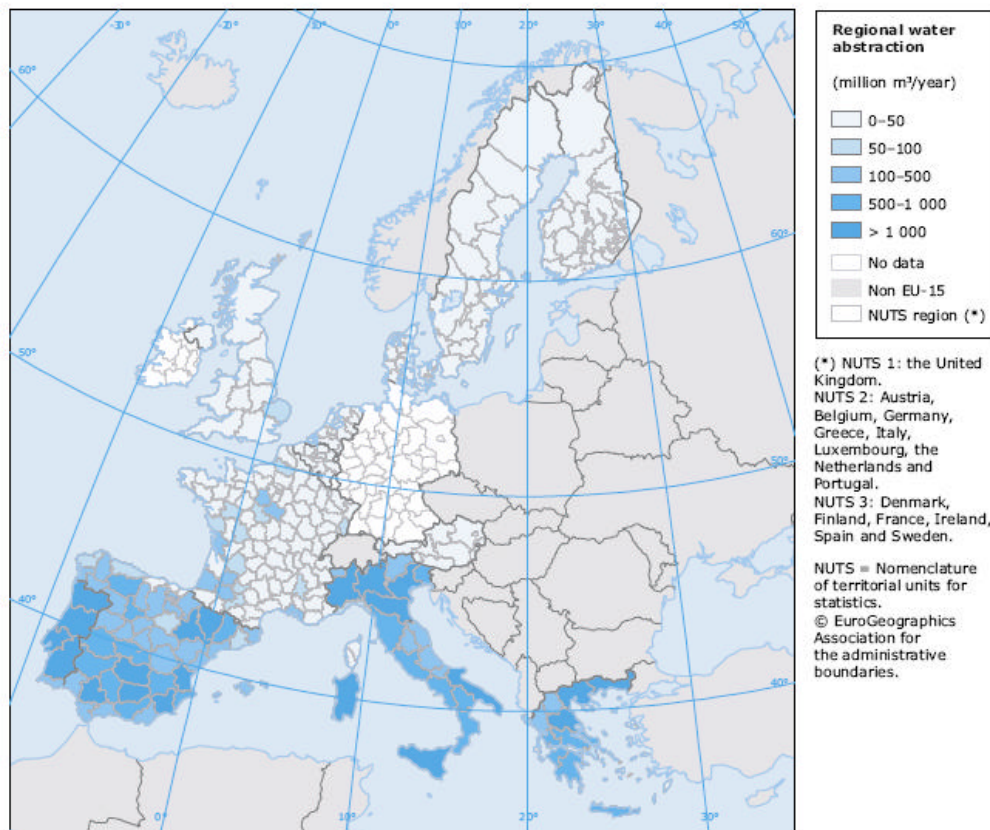 -30°
-20°
-10°
0°
10°
20°
30°
40°
50°
60°
60°
60°
50°
50°
40°
40°
0°
10°
20°
30°
Regional water
abstraction
(million m³/year)
0–50
50–100
100–500
500–1 000
> 1 000
No data
Non EU-15
NUTS region (*)
(*) NUTS 1: the United
Kingdom.
NUTS 2: Austria,
Belgium, Germany,
Greece, Italy,
Luxembourg, the
Netherlands and
Portugal.
NUTS 3: Denmark,
Finland, France, Ireland,
Spain and Sweden.
NUTS = Nomenclature
of territorial units for
statistics.
© EuroGeographics
Association for
the administrative
boundaries.